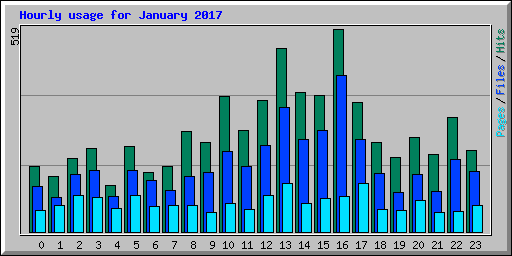 Hourly usage for January 2017
519
Pages / Files / Hits
0 1 2 3 4 5 6 7 8 9 10 11 12 13 14 15 16 17 18 19 20 21 22 23